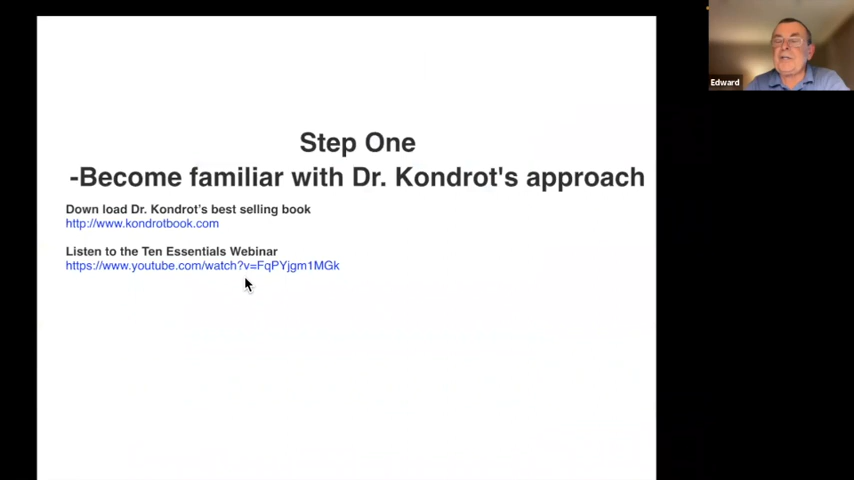 Step One
-Become familiar with Dr. Kondrot's approach
Down load Dr. Kondrot's best selling book
http://www.kondrotbook.com
Listen to the Ten Essentials Webinar
https://www.youtube.com/watch?v=FqPYjgm1MGk
Edward